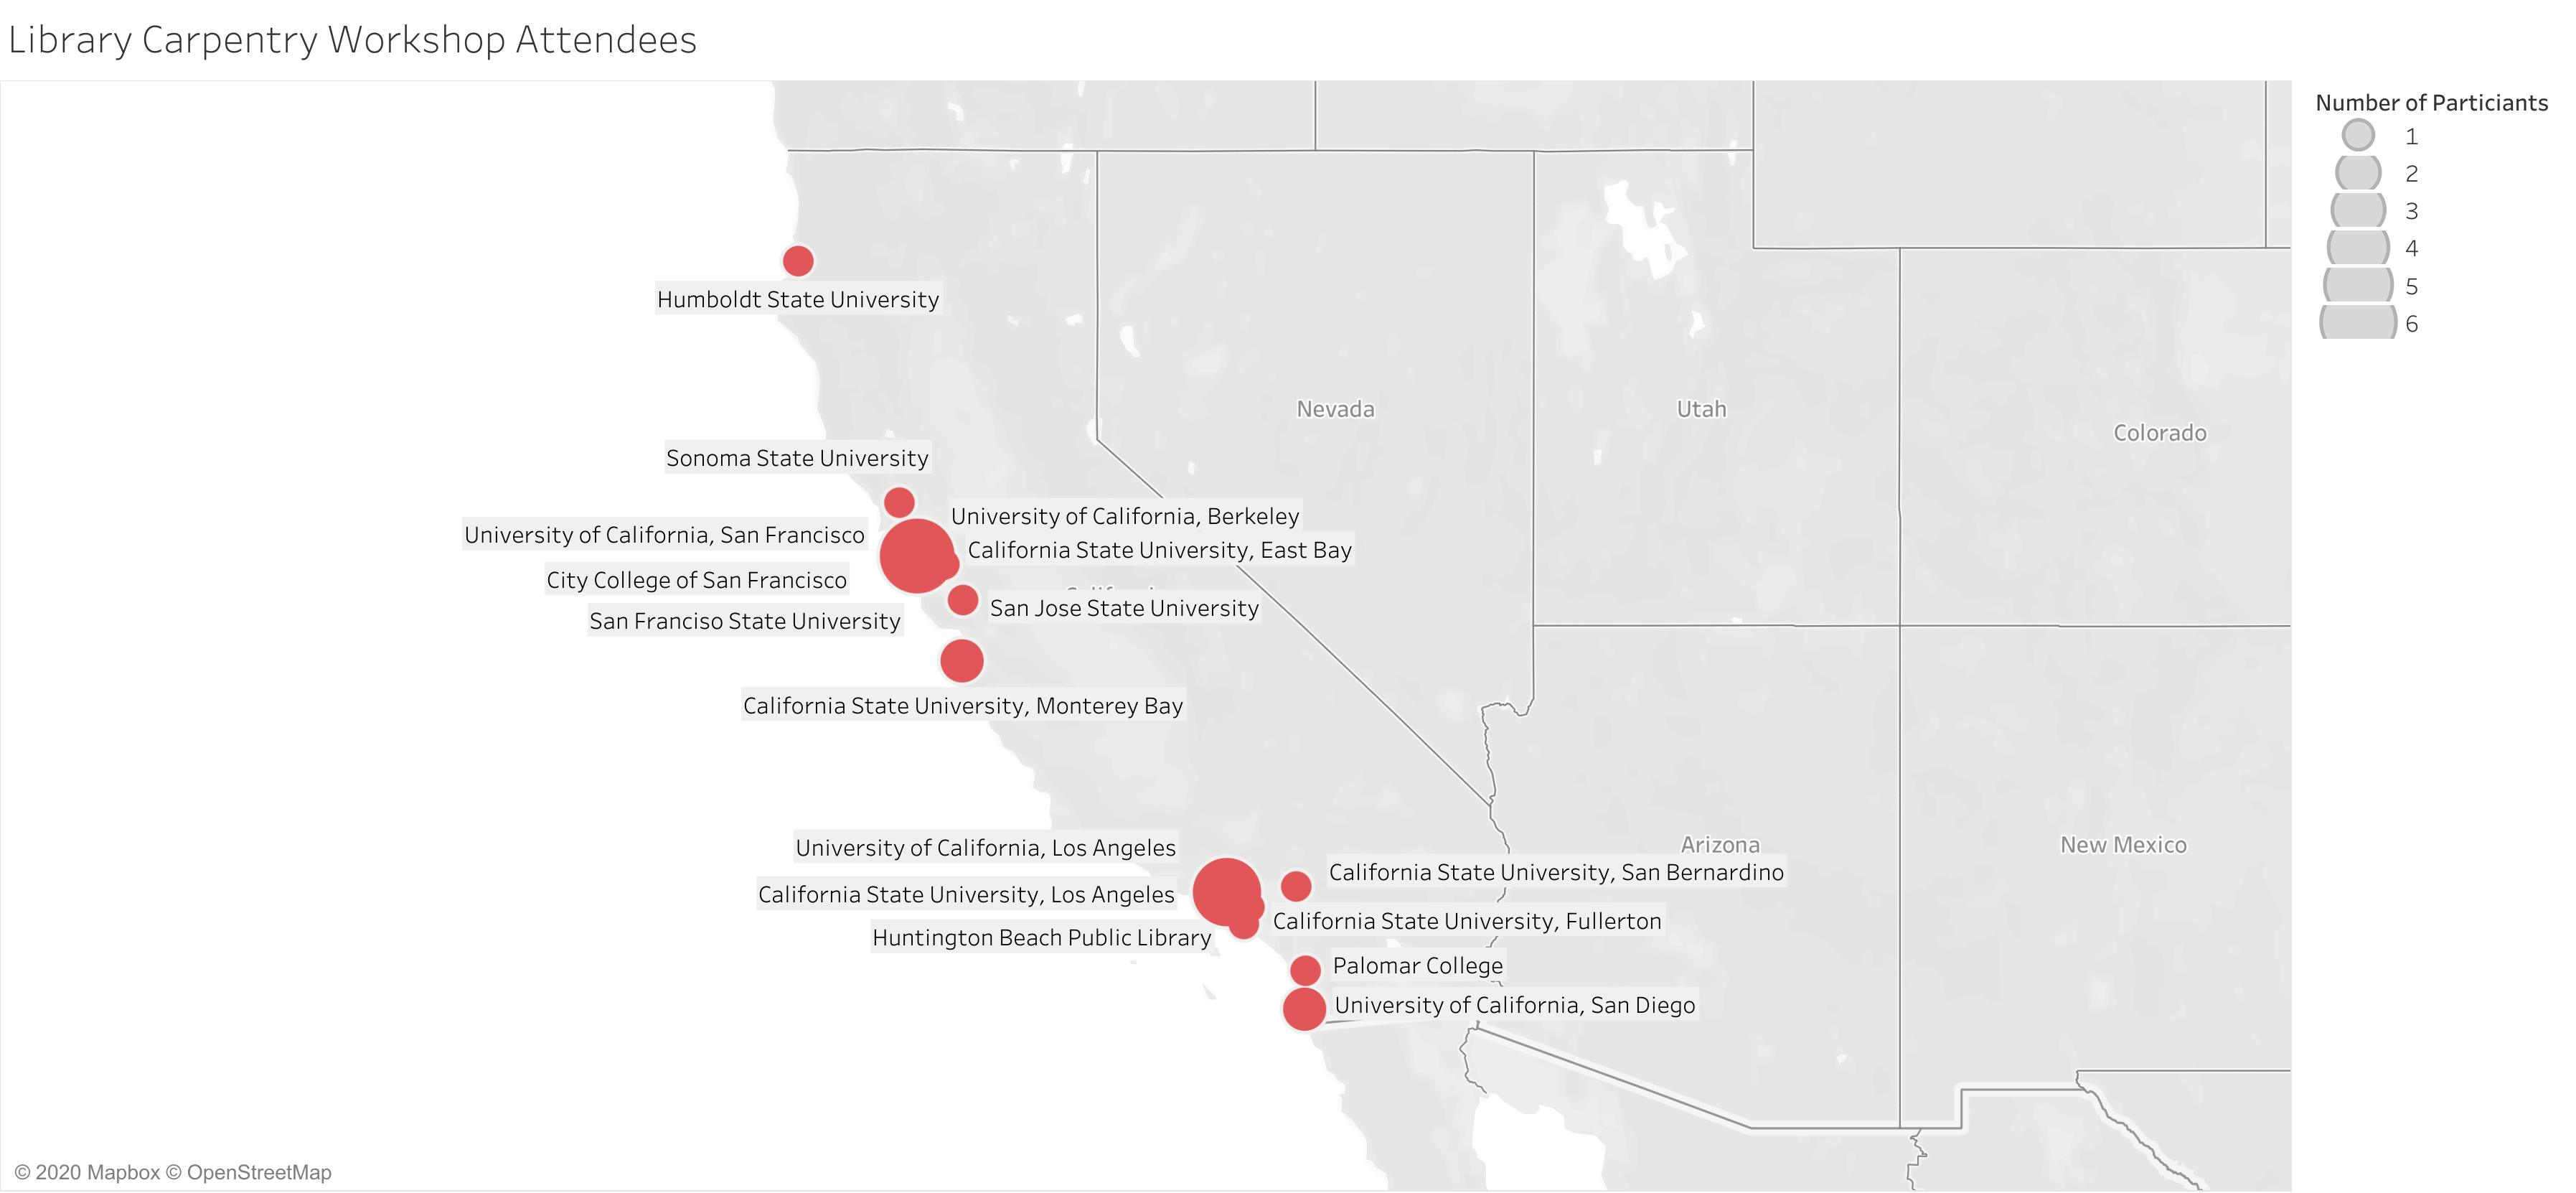 Library Carpentry Workshop Attendees
Number of Particiants
1
2
3
4
5
6
Humboldt State University
Nevada
Utah
Colorado
Sonoma State University
University of California, Berkeley
University of California, San Francisco
California State University, East Bay
City College of San Francisco
San Jose State University
San Franciso State University
California State University, Monterey Bay
University of California, Los Angeles
Arizona
New Mexico
California State University, San Bernardino
California State University, Los Angeles
California State University, Fullerton
Huntington Beach Public Library
Palomar College
University of California, San Diego
© 2020 Mapbox © OpenStreetMap